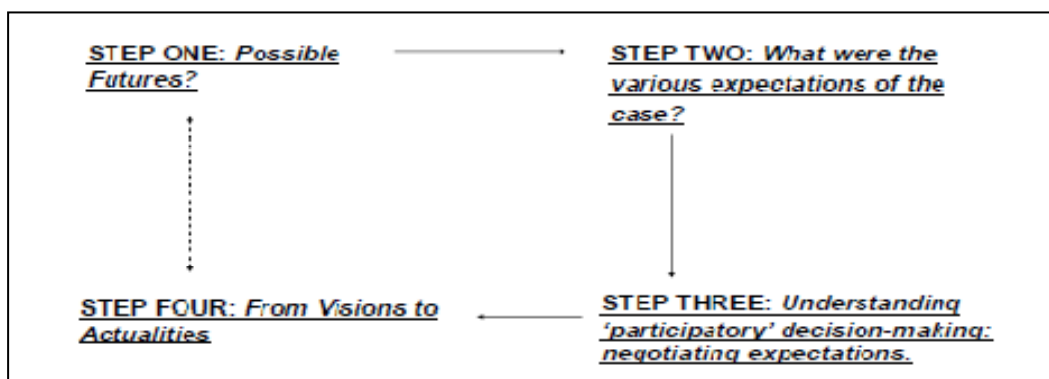 STEP ONE: Possible
Futures?
STEP TWO: What were the
various expectations of the
case?
STEP FOUR: From Visions to
Actualities
STEP THREE: Understanding
‘participatory’ decision-making:
negotiating expectations.